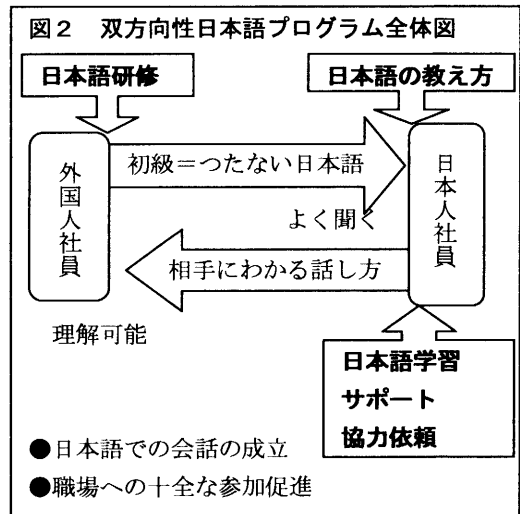 図２　双方向性日本語プログラム全体図
日本語研修
日本語の教え方
外国人社員
初級＝つたない日本語
日本人社員
よく聞く
相手にわかる話し方
理解可能
日本語学習
サポート
協力依頼
●日本語での会話の成立
●職場への十全な参加促進